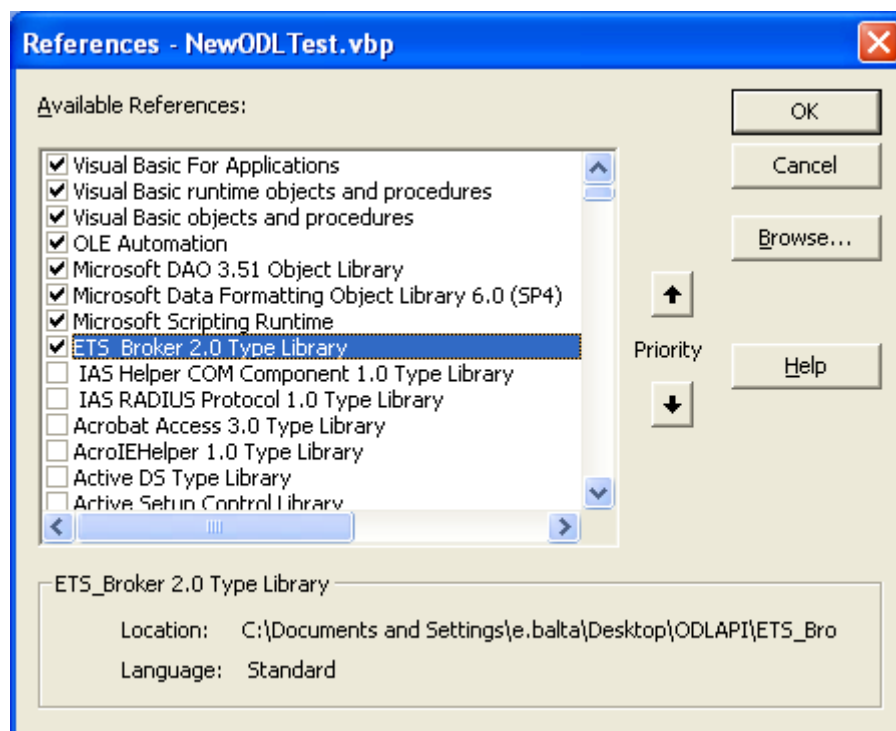 References - NewODLTest.vbp
Available References:
OK
Cancel
Browse...
Help
Priority
Visual Basic For Applications
Visual Basic runtime objects and procedures
Visual Basic objects and procedures
OLE Automation
Microsoft DAO 3.51 Object Library
Microsoft Data Formatting Object Library 6.0 (SP4)
Microsoft Scripting Runtime
ETS_Broker 2.0 Type Library
IAS Helper COM Component 1.0 Type Library
IAS RADIUS Protocol 1.0 Type Library
Acrobat Access 3.0 Type Library
AcroIEHelper 1.0 Type Library
Active DS Type Library
Active Setup Control Library
ETS_Broker 2.0 Type Library
Location: C:\Documents and Settings\e.balta\Desktop\ODLAPI\ETS_Bro
Language: Standard